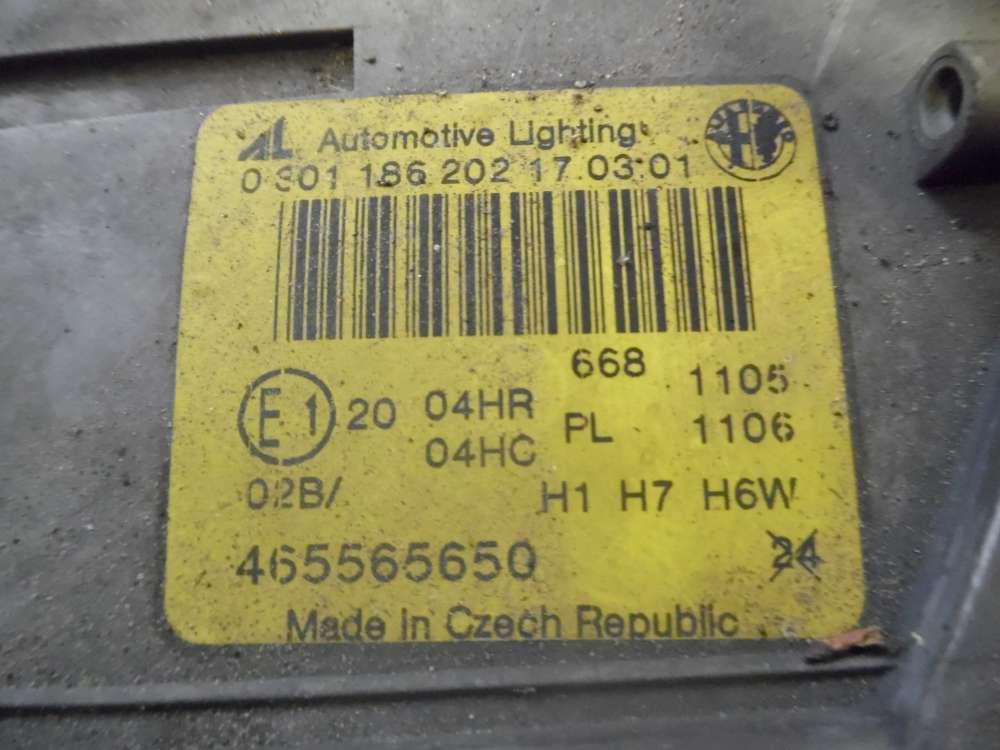 AL Automotive Lighting
0 301 186 202 17.03.01
668 1105
E1 20 04HR PL 1106
04HC
02B/ H1 H7 H6W
465565650 24
Made in Czech Republic